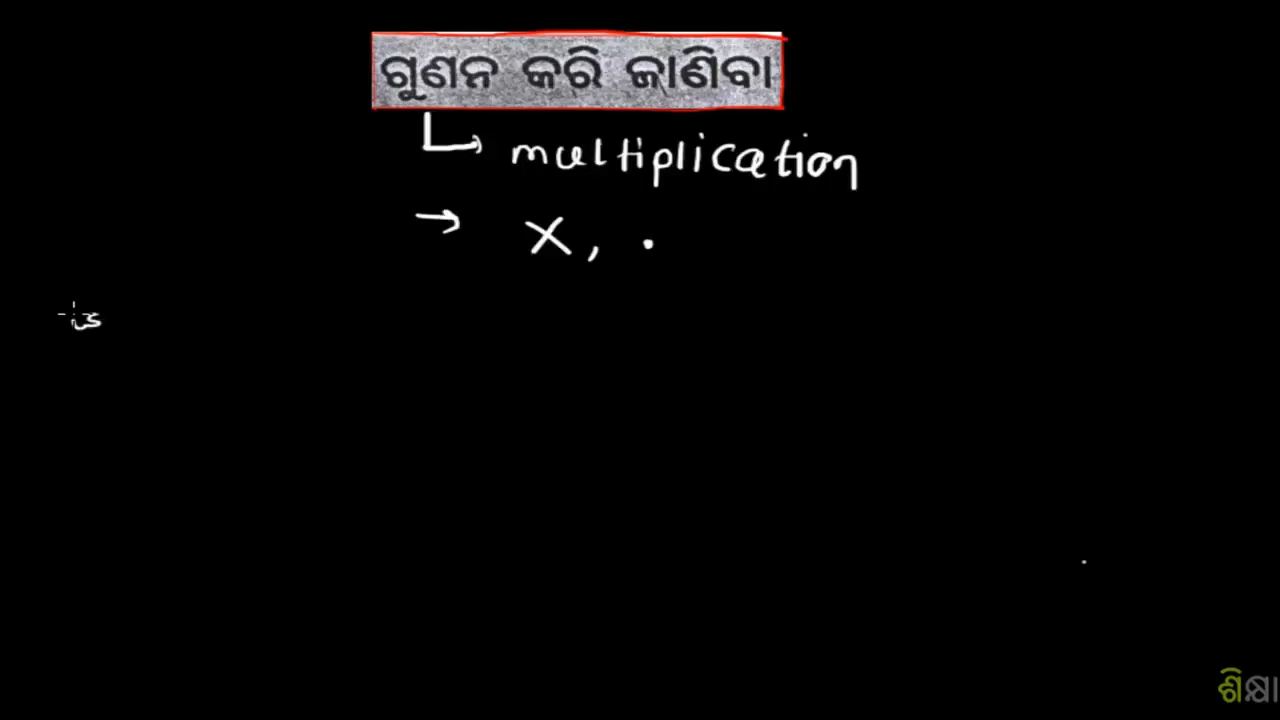 ଗୁଣନ କରି ଜାଣିବା
multiplication
→ X, .
ଶିକ୍ଷା